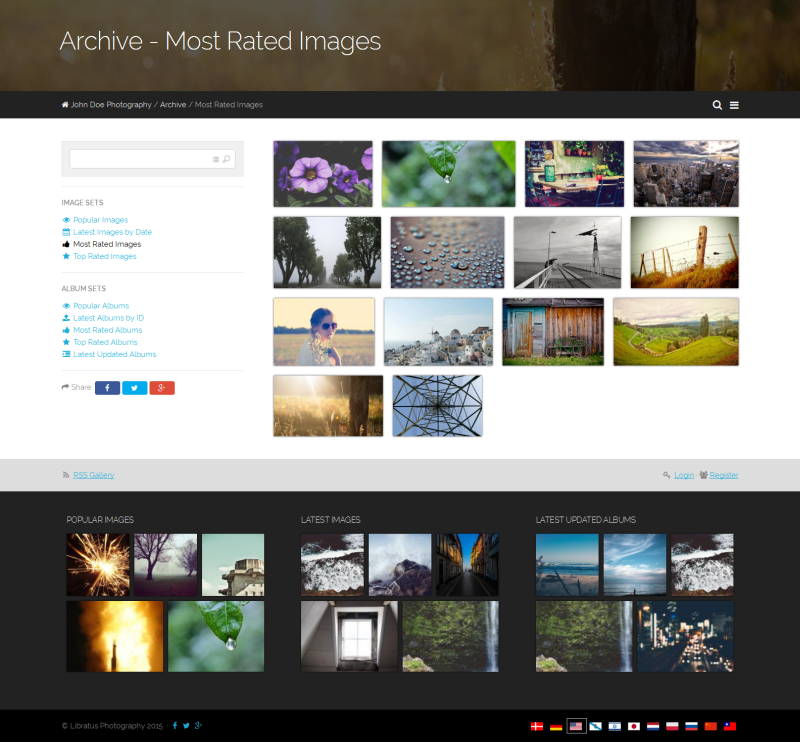 Archive - Most Rated Images
John Doe Photography / Archive / Most Rated Images
IMAGE SETS
Popular Images
Latest Images by Date
Most Rated Images
Top Rated Images
ALBUM SETS
Popular Albums
Latest Albums by ID
Most Rated Albums
Top Rated Albums
Latest Updated Albums
Share:
RSS Gallery
Login · Register
POPULAR IMAGES
LATEST IMAGES
LATEST UPDATED ALBUMS
© Libratus Photography 2015